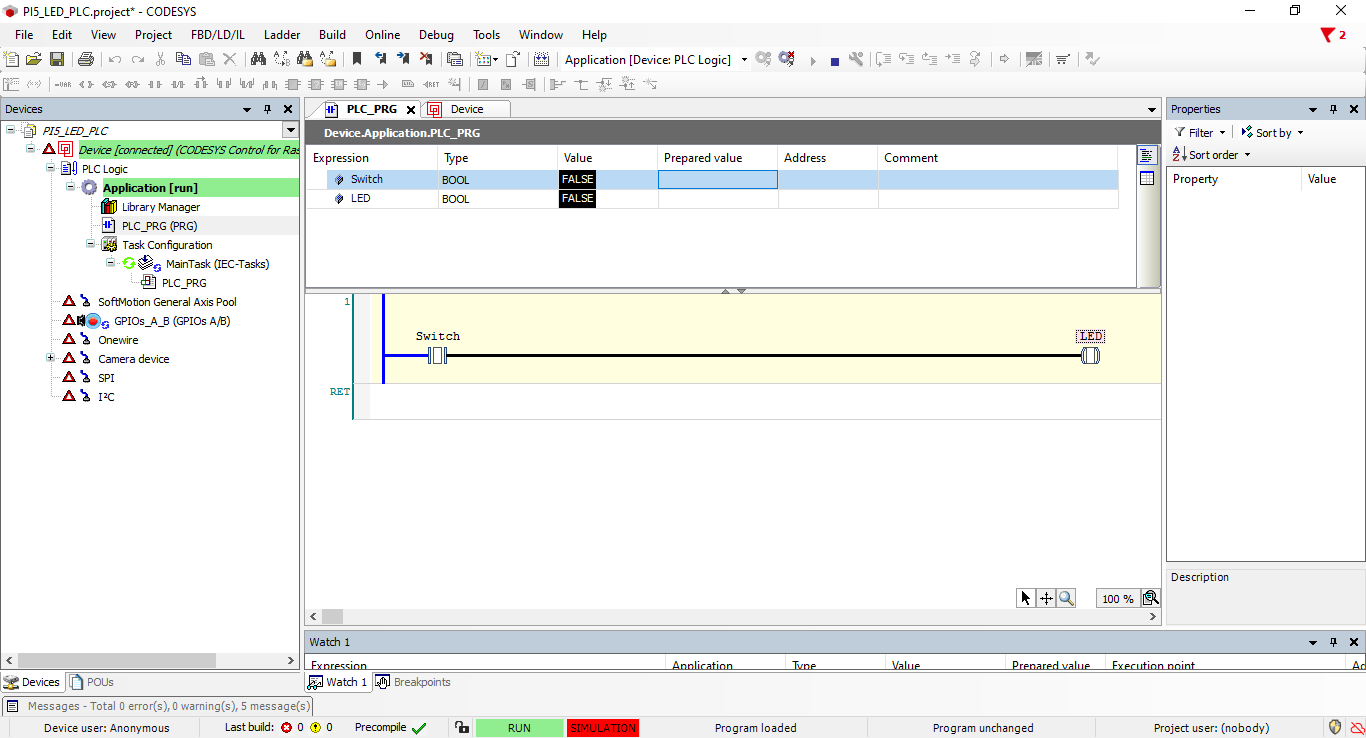 PI5_LED_PLC.project* - CODESYS
File Edit View Project FBD/LD/IL Ladder Build Online Debug Tools Window Help
2
Application [Device: PLC Logic]
Devices
PI5_LED_PLC
Device [connected] (CODESYS Control for Ras
PLC Logic
Application [run]
Library Manager
PLC_PRG (PRG)
Task Configuration
MainTask (IEC-Tasks)
PLC_PRG
SoftMotion General Axis Pool
GPIOs_A_B (GPIOs A/B)
Onewire
Camera device
SPI
I²C
Devices POUs
PLC_PRG Device
Device.Application.PLC_PRG
Expression Type Value Prepared value Address Comment
Switch BOOL FALSE
LED BOOL FALSE
1
Switch LED
RET
100 %
Watch 1
Expression Application Type Value Prepared value Execution point Ad
Watch 1 Breakpoints
Properties
Filter Sort by
Sort order
Property Value
Description
Messages - Total 0 error(s), 0 warning(s), 5 message(s)
Device user: Anonymous Last build: 0 0 Precompile RUN SIMULATION Program loaded Program unchanged Project user: (nobody)